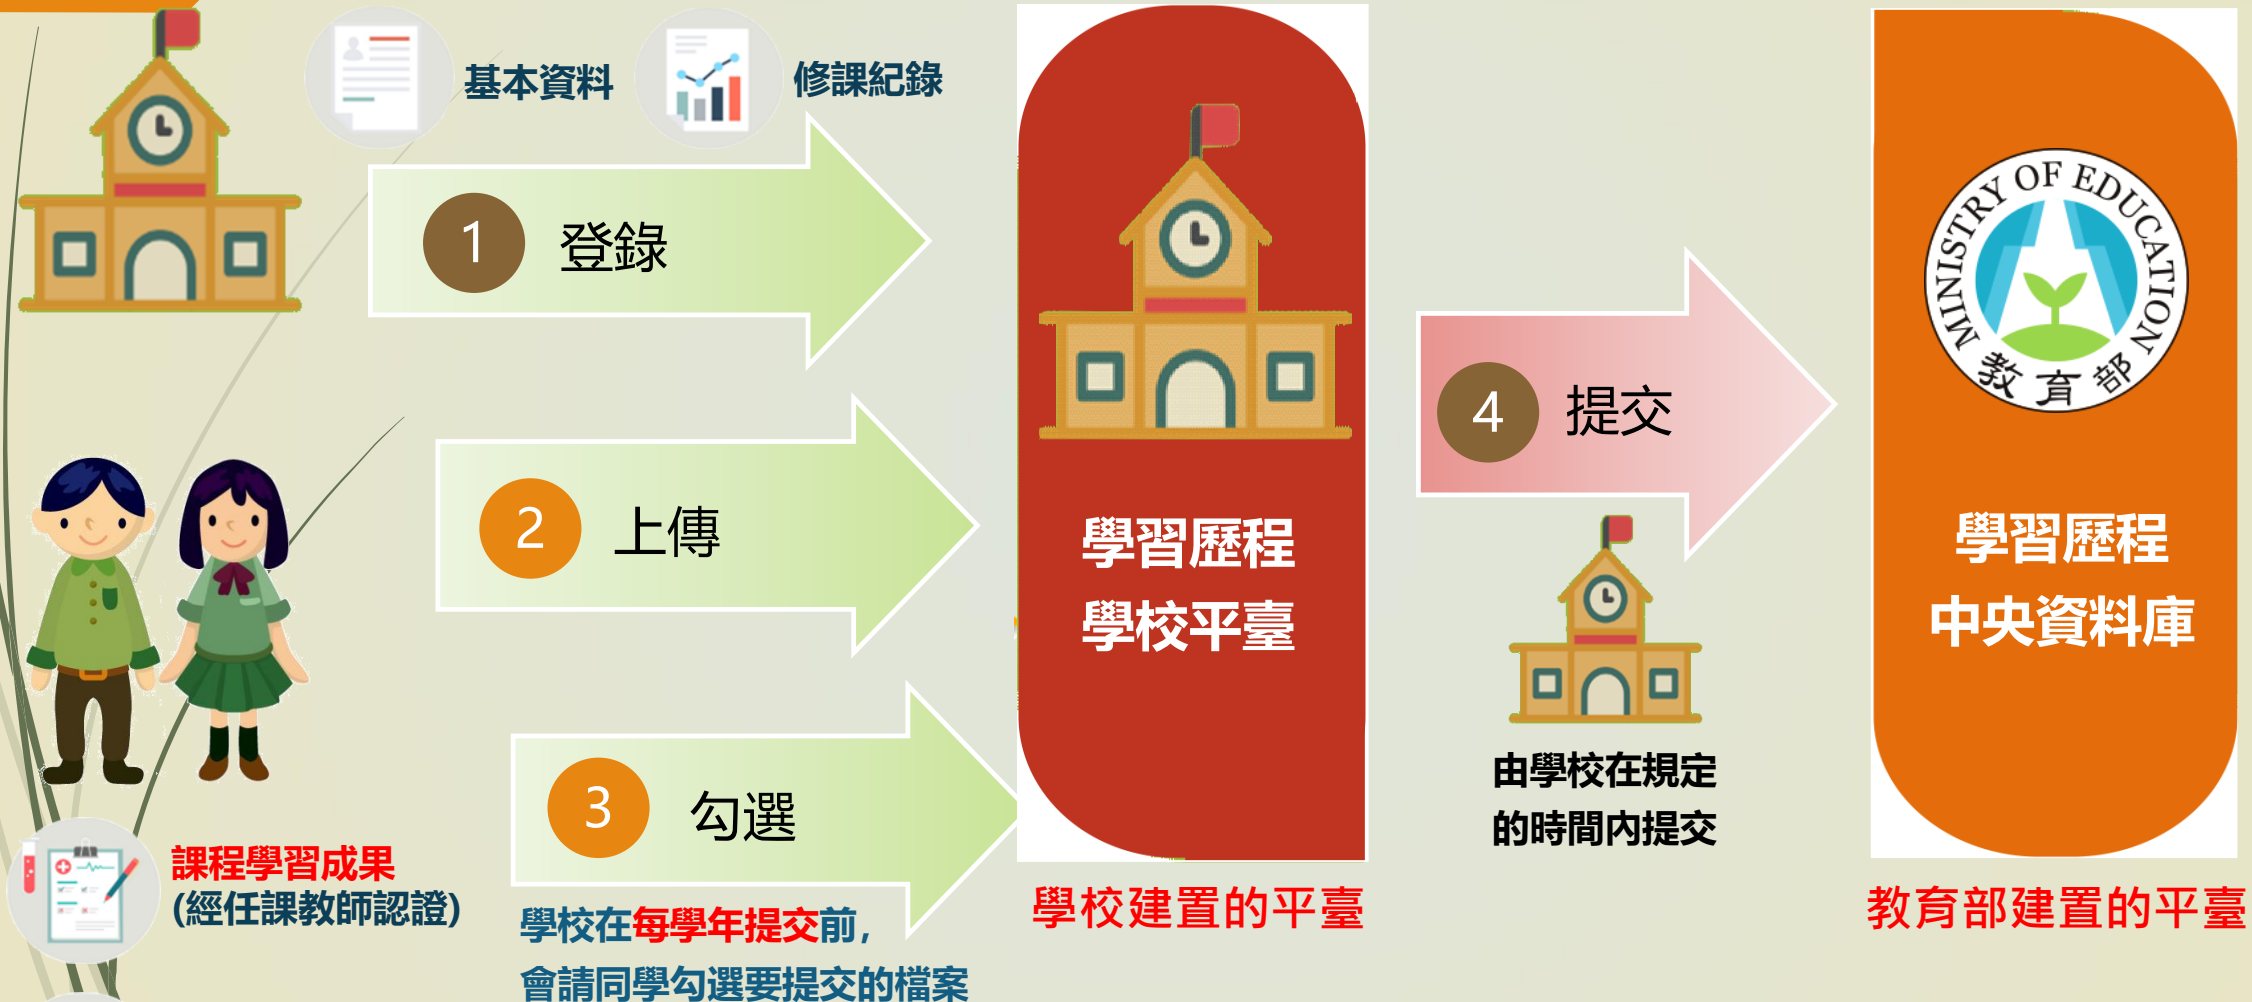 基本資料
修課紀錄
1 登錄
2 上傳
3 勾選
課程學習成果
(經任課教師認證)
學校在每學年提交前，
會請同學勾選要提交的檔案
學習歷程
學校平臺
學校建置的平臺
4 提交
由學校在規定
的時間內提交
MINISTRY OF EDUCATION
教育部
學習歷程
中央資料庫
教育部建置的平臺